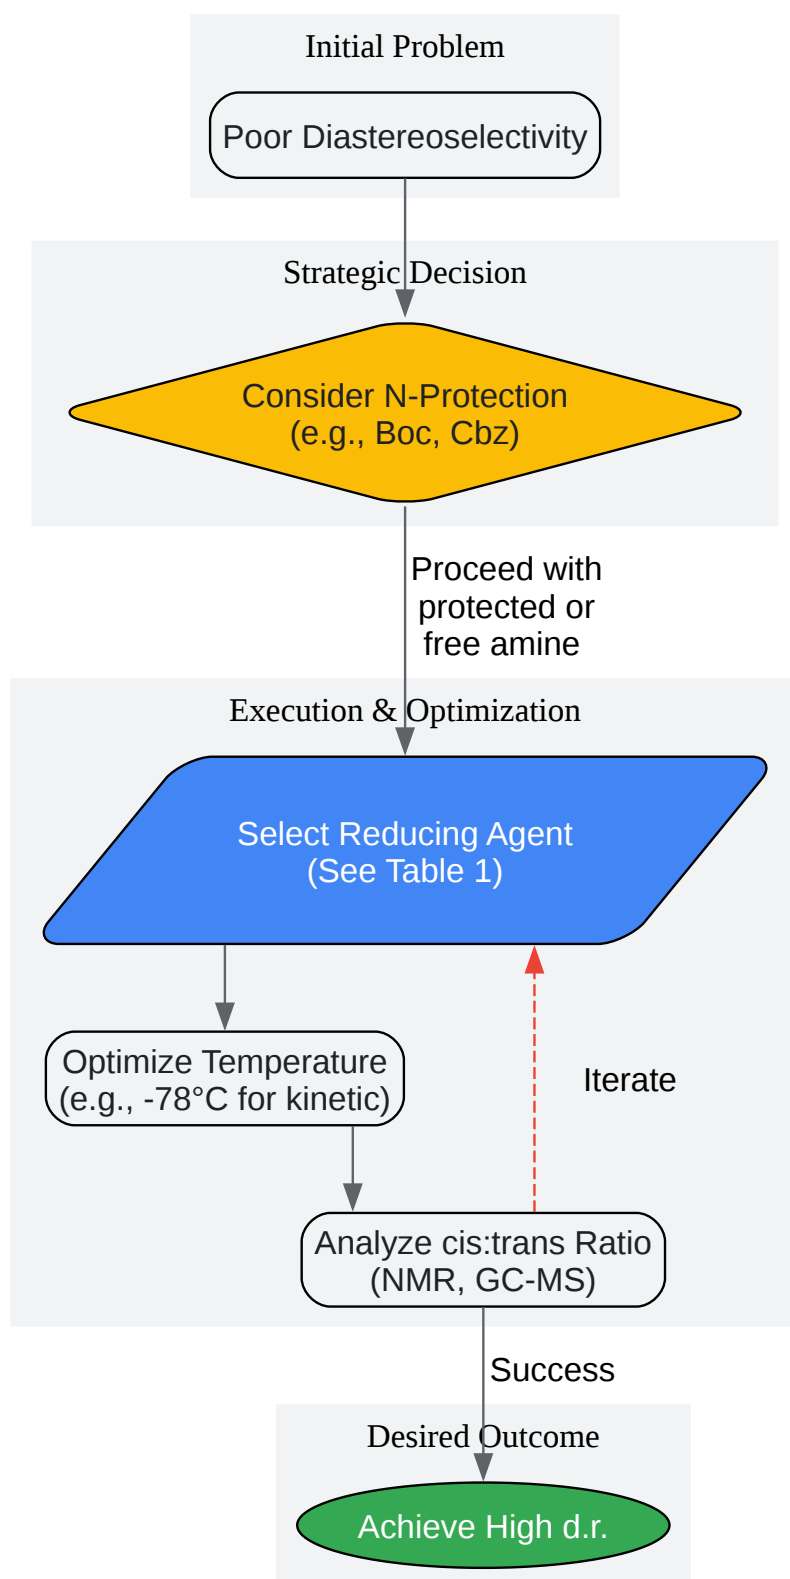 Initial Problem
Poor Diastereoselectivity
Strategic Decision
Consider N-Protection
(e.g., Boc, Cbz)
Proceed with
protected or
free amine
Execution & Optimization
Select Reducing Agent
(See Table 1)
Optimize Temperature
(e.g., -78°C for kinetic)
Iterate
Analyze cis:trans Ratio
(NMR, GC-MS)
Success
Desired Outcome
Achieve High d.r.